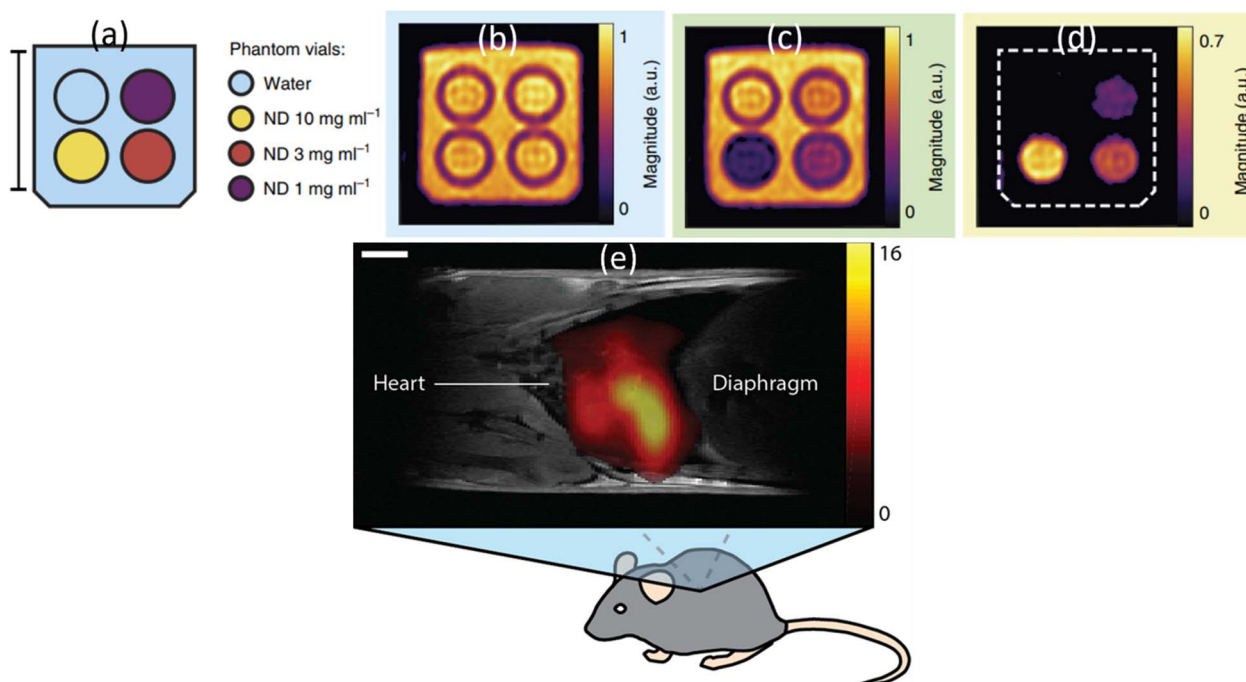 (a)
Phantom vials:
Water
ND 10 mg ml⁻¹
ND 3 mg ml⁻¹
ND 1 mg ml⁻¹
(b)
1
0
Magnitude (a.u.)
(c)
1
0
Magnitude (a.u.)
(d)
0.7
0
Magnitude (a.u.)
(e)
16
Heart
Diaphragm
0